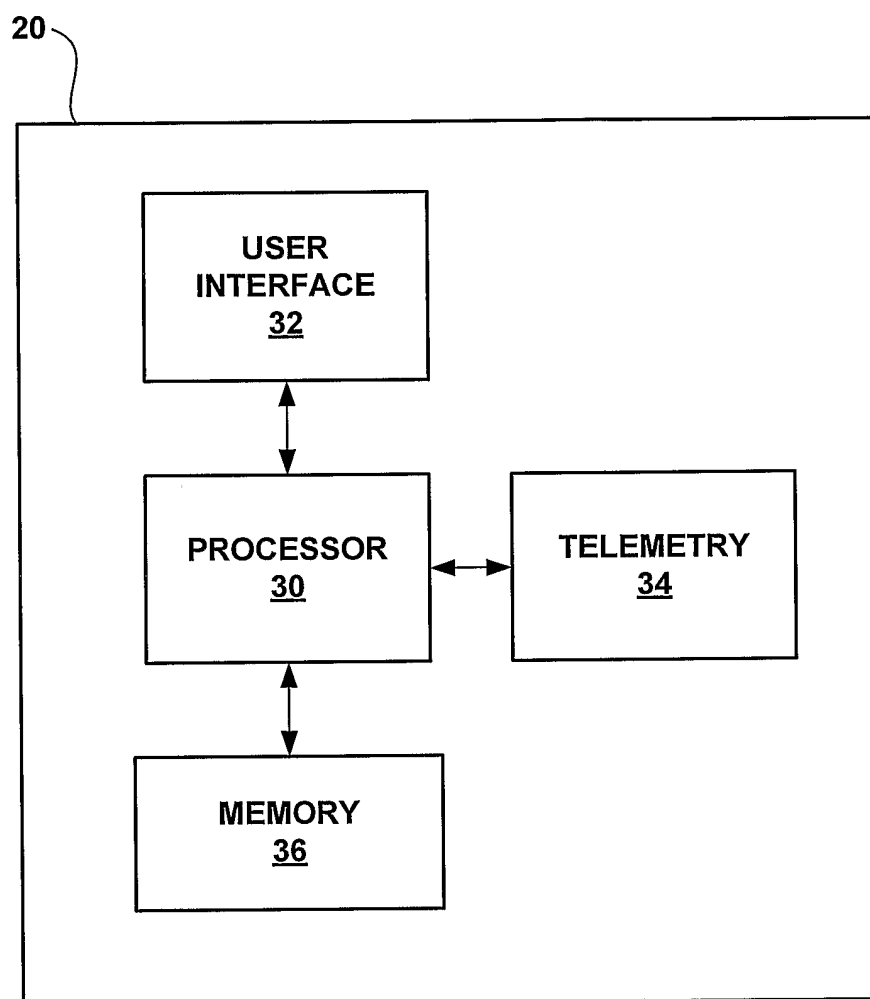 20
USER
INTERFACE
32
PROCESSOR
30
TELEMETRY
34
MEMORY
36